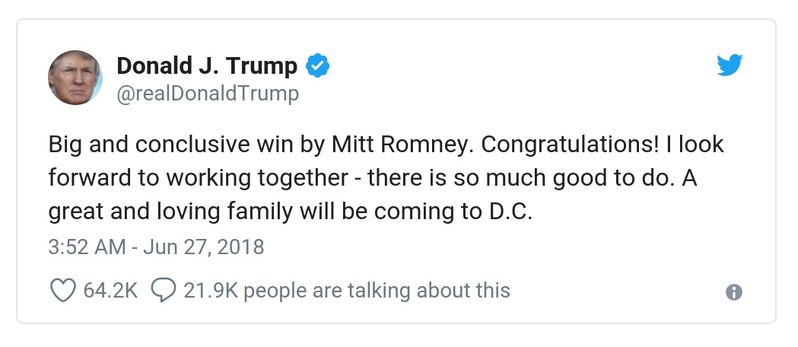 Donald J. Trump
@realDonaldTrump
Big and conclusive win by Mitt Romney. Congratulations! I look
forward to working together - there is so much good to do. A
great and loving family will be coming to D.C.
3:52 AM - Jun 27, 2018
64.2K 21.9K people are talking about this